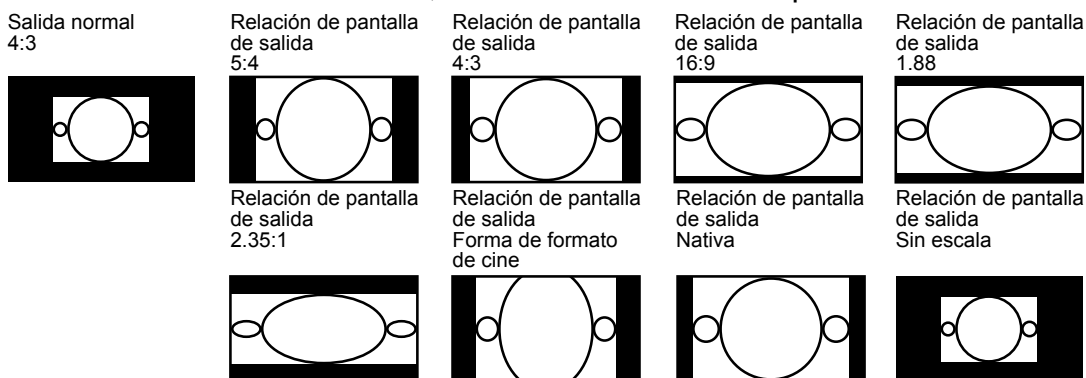 Salida normal
4:3
Relación de pantalla
de salida
5:4
Relación de pantalla
de salida
4:3
Relación de pantalla
de salida
16:9
Relación de pantalla
de salida
1.88
Relación de pantalla
de salida
2.35:1
Relación de pantalla
de salida
Forma de formato
de cine
Relación de pantalla
de salida
Nativa
Relación de pantalla
de salida
Sin escala